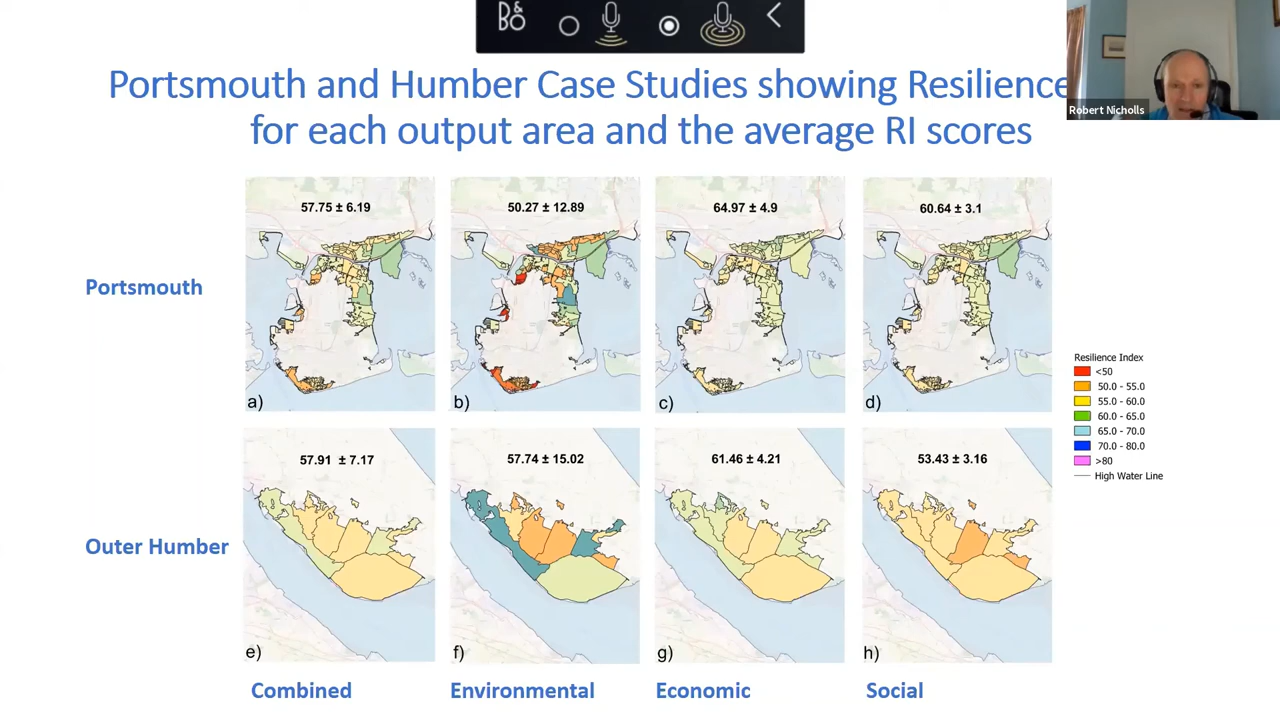 B&O
Portsmouth and Humber Case Studies showing Resilience
for each output area and the average RI scores
Robert Nicholls
57.75 ± 6.19
50.27 ± 12.89
64.97 ± 4.9
60.64 ± 3.1
Portsmouth
a)
b)
c)
d)
Resilience Index
<50
50.0 - 55.0
55.0 - 60.0
60.0 - 65.0
65.0 - 70.0
70.0 - 80.0
>80
High Water Line
57.91 ± 7.17
57.74 ± 15.02
61.46 ± 4.21
53.43 ± 3.16
Outer Humber
e)
f)
g)
h)
Combined
Environmental
Economic
Social